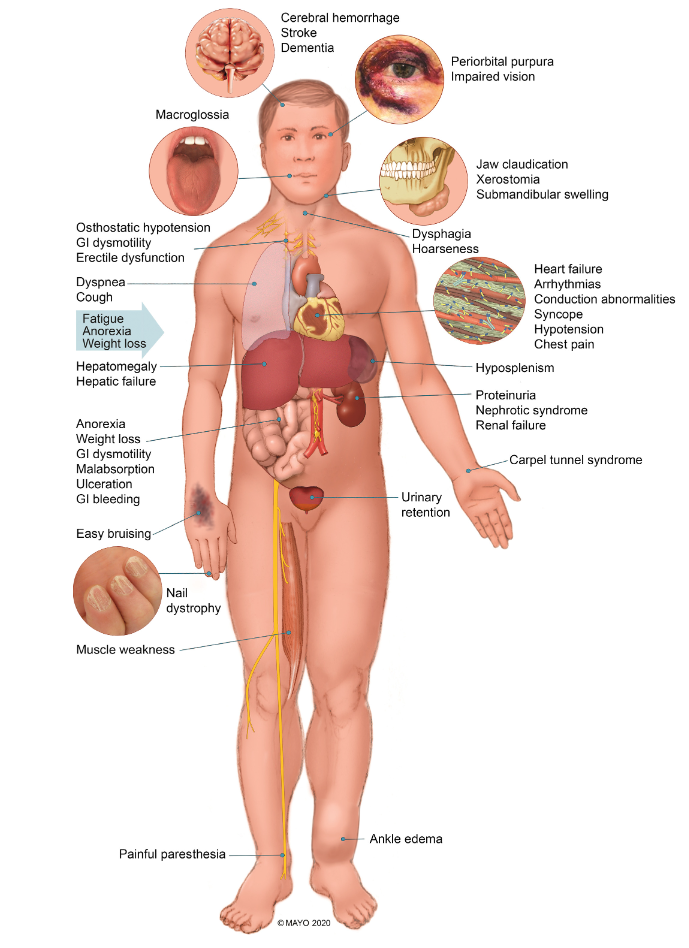 Cerebral hemorrhage
Stroke
Dementia
Periorbital purpura
Impaired vision
Macroglossia
Jaw claudication
Xerostomia
Submandibular swelling
Osthostatic hypotension
GI dysmotility
Erectile dysfunction
Dysphagia
Hoarseness
Dyspnea
Cough
Heart failure
Arrhythmias
Conduction abnormalities
Syncope
Hypotension
Chest pain
Fatigue
Anorexia
Weight loss
Hepatomegaly
Hepatic failure
Hyposplenism
Proteinuria
Nephrotic syndrome
Renal failure
Anorexia
Weight loss
GI dysmotility
Malabsorption
Ulceration
GI bleeding
Carpel tunnel syndrome
Urinary
retention
Easy bruising
Nail
dystrophy
Muscle weakness
Ankle edema
Painful paresthesia
© MAYO 2020